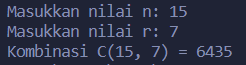 Masukkan nilai n: 15
Masukkan nilai r: 7
Kombinasi C(15, 7) = 6435